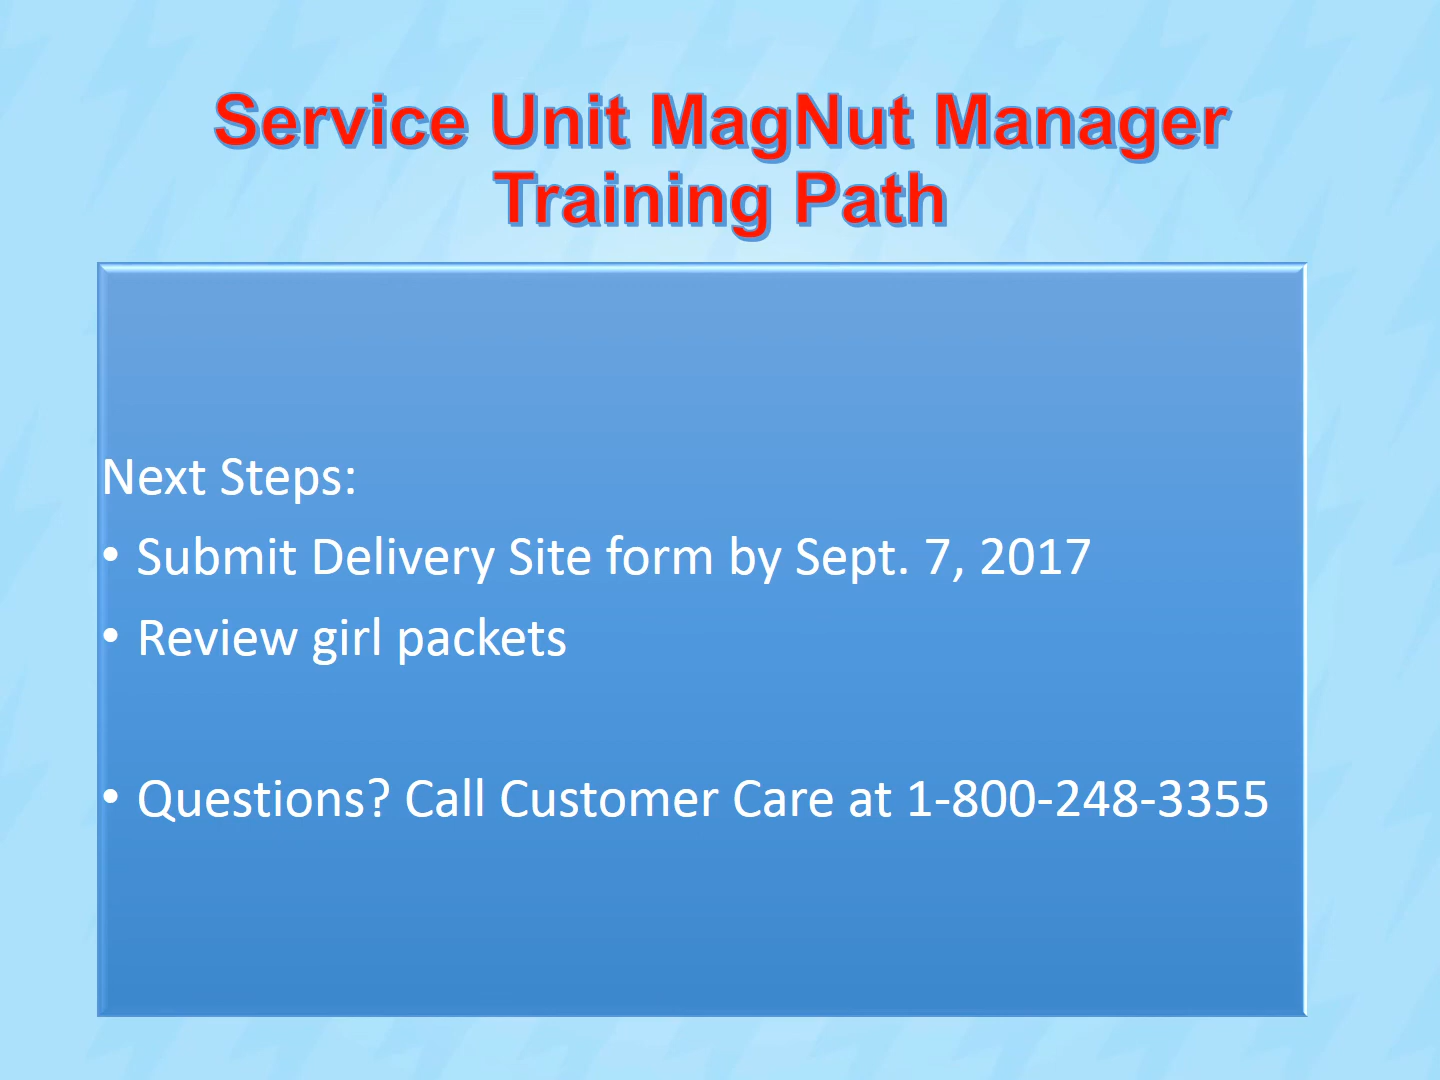 Service Unit MagNut Manager
Training Path
Next Steps:
• Submit Delivery Site form by Sept. 7, 2017
• Review girl packets
• Questions? Call Customer Care at 1-800-248-3355